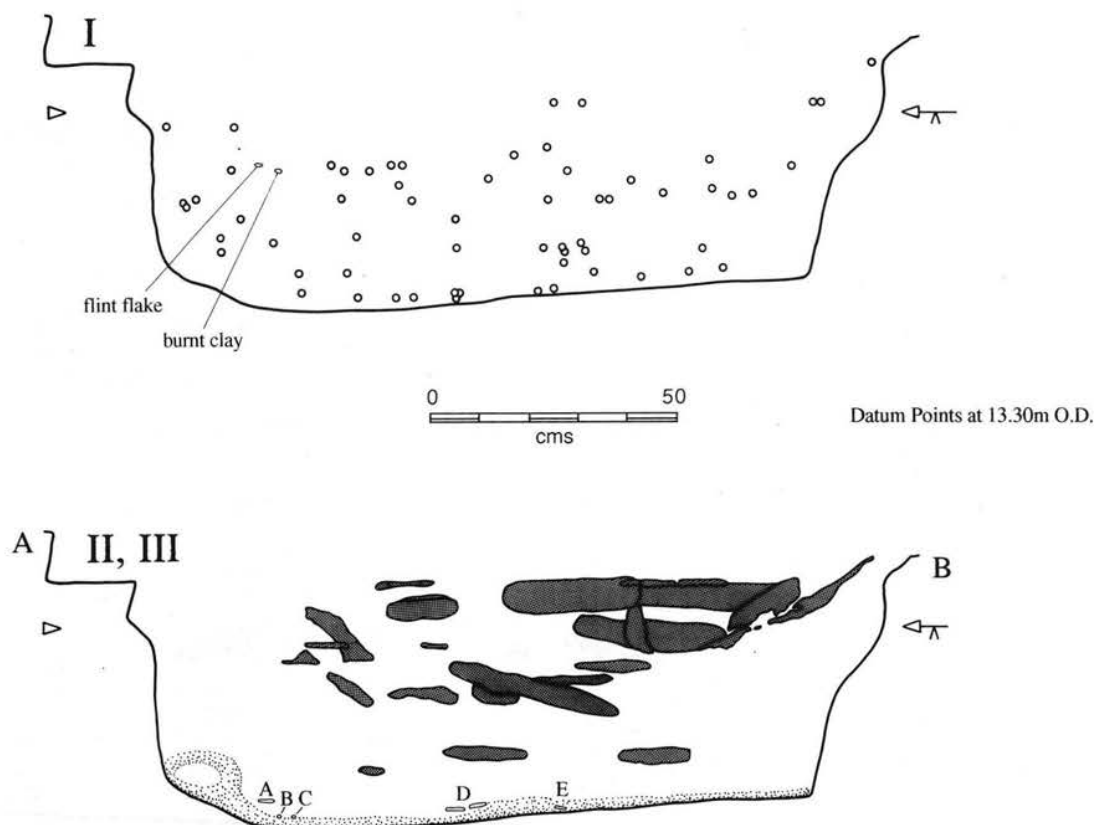 I
flint flake
burnt clay
0 50
cms
Datum Points at 13.30m O.D.
A II, III B
A B C D E